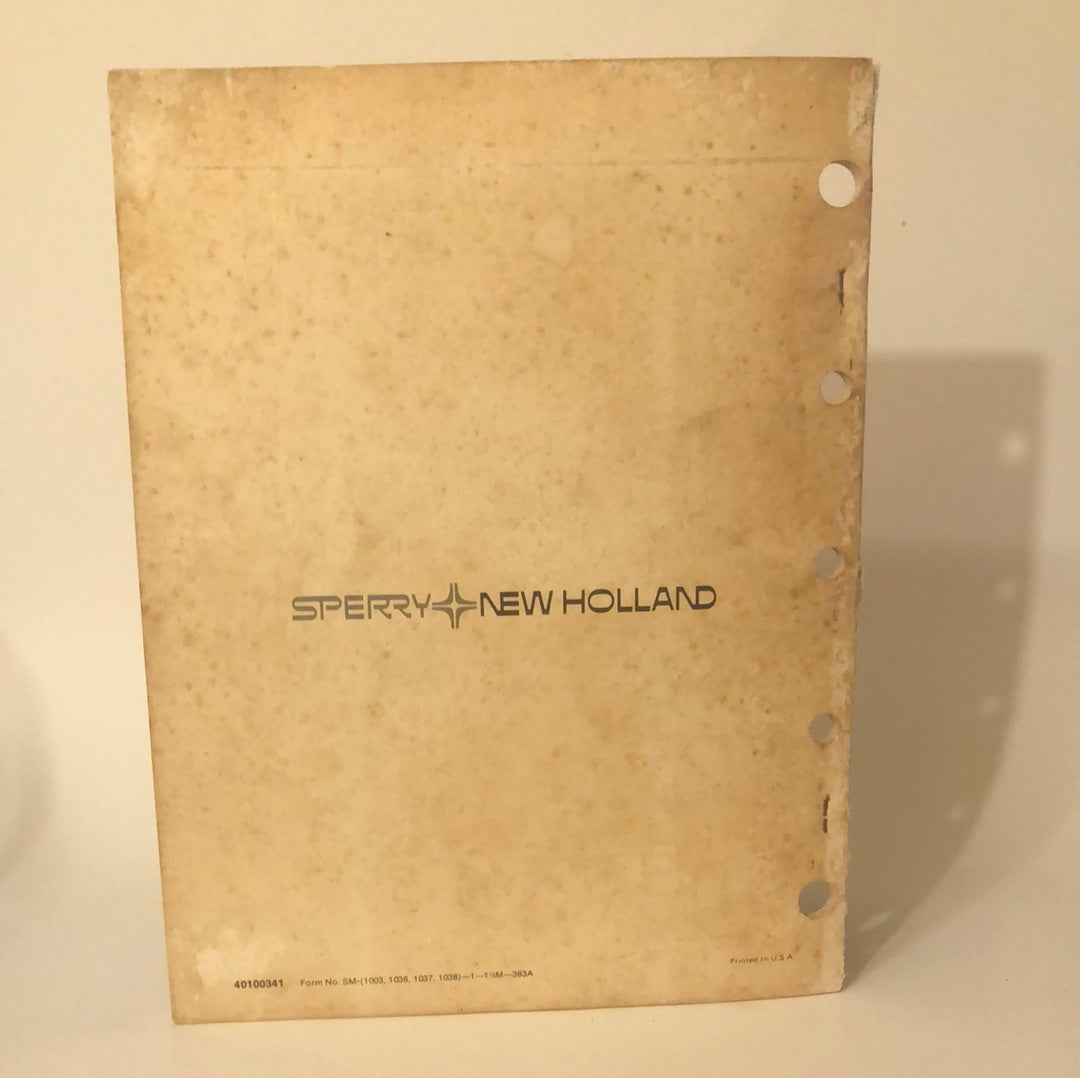 SPERRY NEW HOLLAND
Printed In U.S.A
40100341 Form No. SM-(1003, 1036, 1037, 1038)—1—1½M—383A